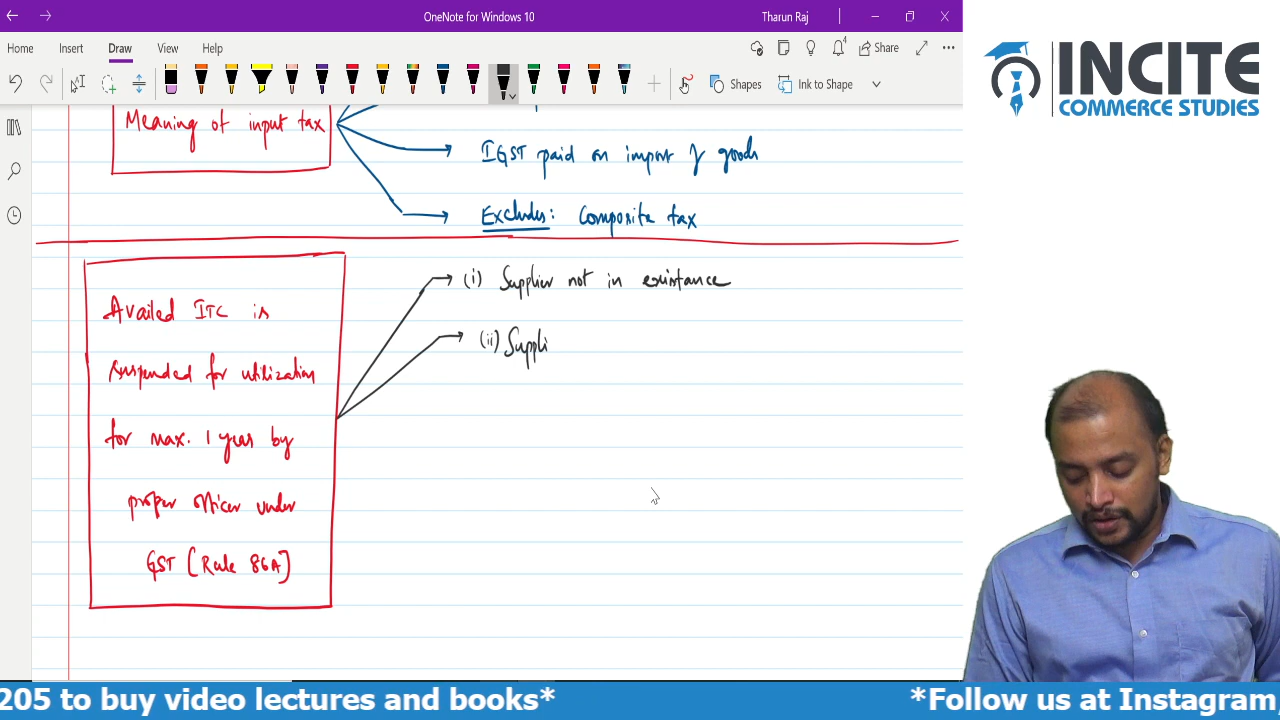 OneNote for Windows 10
Tharun Raj
Home Insert Draw View Help
4
Share
Shapes
Ink to Shape
INCITE
COMMERCE STUDIES
Meaning of input tax
IGST paid on import of goods
Excludes: Composite tax
Availed ITC is
suspended for utilization
for max. 1 year by
proper officer under
GST [Rule 86A]
(i) Supplier not in existance
(ii) Suppli
205 to buy video lectures and books*
*Follow us at Instagram,